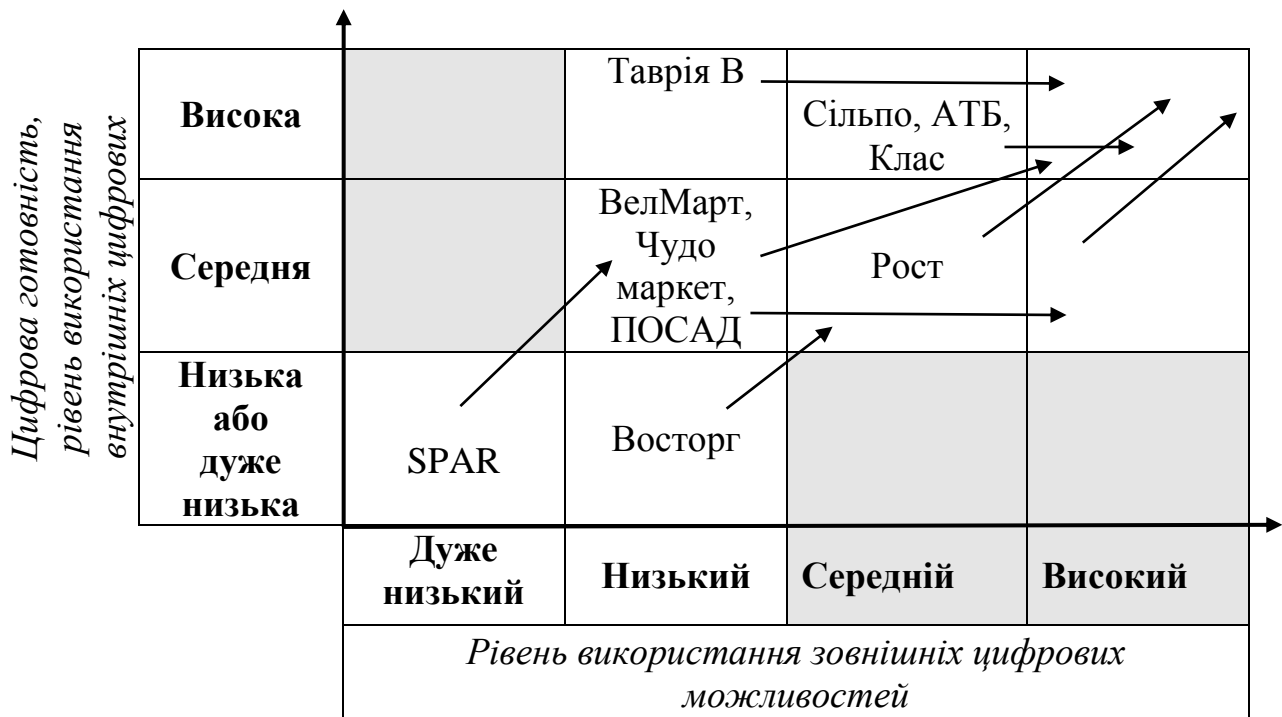 Цифрова готовність,
рівень використання
внутрішніх цифрових
Висока
Таврія В
Сільпо, АТБ,
Клас
Середня
ВелМарт,
Чудо
маркет,
ПОСАД
Рост
Низька
або
дуже
низька
SPAR
Восторг
Дуже
низький
Низький
Середній
Високий
Рівень використання зовнішніх цифрових
можливостей